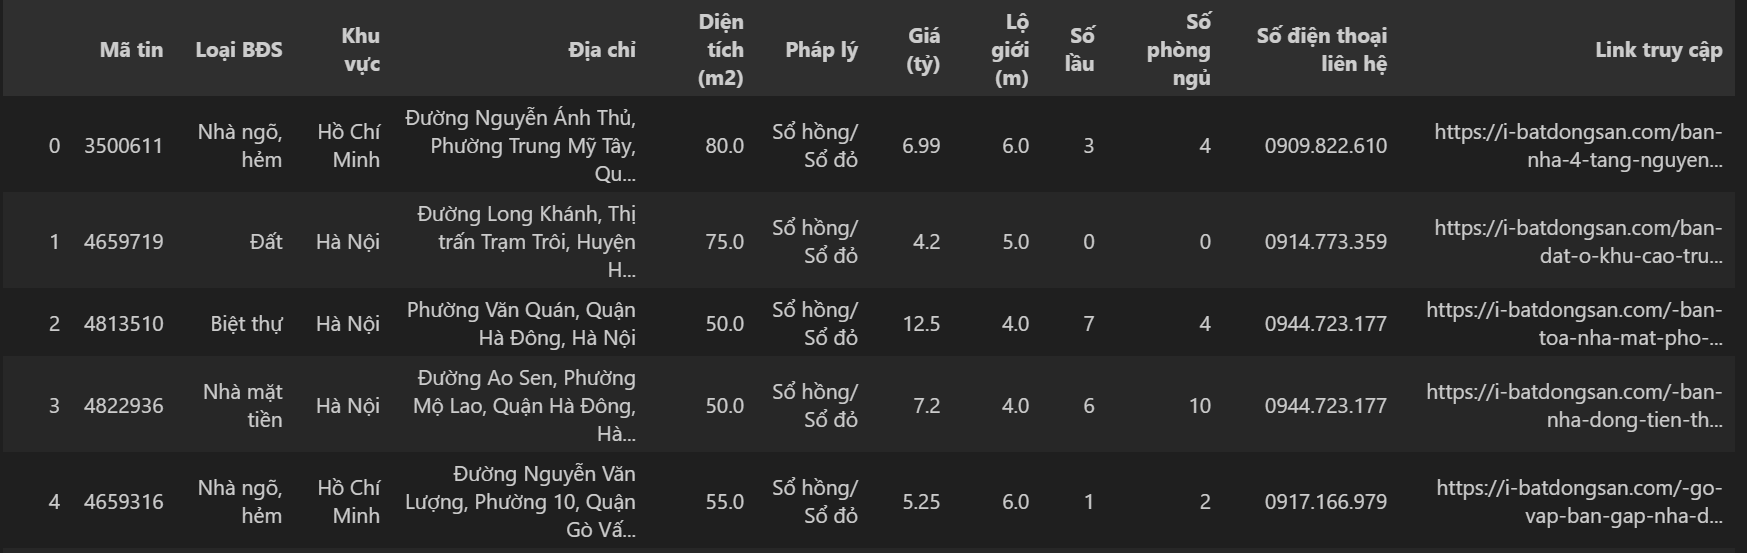 Mã tin Loại BĐS Khu vực Địa chỉ Diện tích (m2) Pháp lý Giá (tỷ) Lộ giới (m) Số lầu Số phòng ngủ Số điện thoại liên hệ Link truy cập
0 3500611 Nhà ngõ, hẻm Hồ Chí Minh Đường Nguyễn Ánh Thủ, Phường Trung Mỹ Tây, Qu... 80.0 Sổ hồng/ Sổ đỏ 6.99 6.0 3 4 0909.822.610 https://i-batdongsan.com/ban-nha-4-tang-nguyen...
1 4659719 Đất Hà Nội Đường Long Khánh, Thị trấn Trạm Trôi, Huyện H... 75.0 Sổ hồng/ Sổ đỏ 4.2 5.0 0 0 0914.773.359 https://i-batdongsan.com/ban-dat-o-khu-cao-tru...
2 4813510 Biệt thự Hà Nội Phường Văn Quán, Quận Hà Đông, Hà Nội 50.0 Sổ hồng/ Sổ đỏ 12.5 4.0 7 4 0944.723.177 https://i-batdongsan.com/-ban-toa-nha-mat-pho-...
3 4822936 Nhà mặt tiền Hà Nội Đường Ao Sen, Phường Mộ Lao, Quận Hà Đông, Hà... 50.0 Sổ hồng/ Sổ đỏ 7.2 4.0 6 10 0944.723.177 https://i-batdongsan.com/-ban-nha-dong-tien-th...
4 4659316 Nhà ngõ, hẻm Hồ Chí Minh Đường Nguyễn Văn Lượng, Phường 10, Quận Gò Vấ... 55.0 Sổ hồng/ Sổ đỏ 5.25 6.0 1 2 0917.166.979 https://i-batdongsan.com/-go-vap-ban-gap-nha-d...